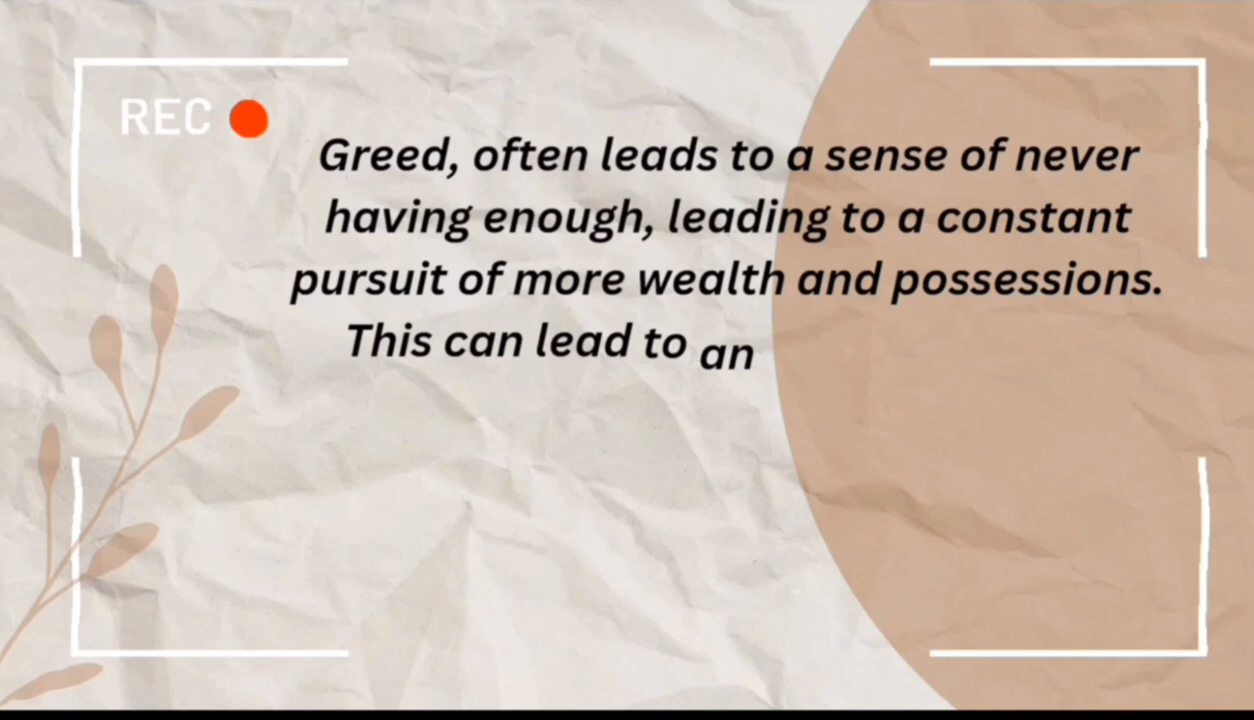 REC
Greed, often leads to a sense of never
having enough, leading to a constant
pursuit of more wealth and possessions.
This can lead to an